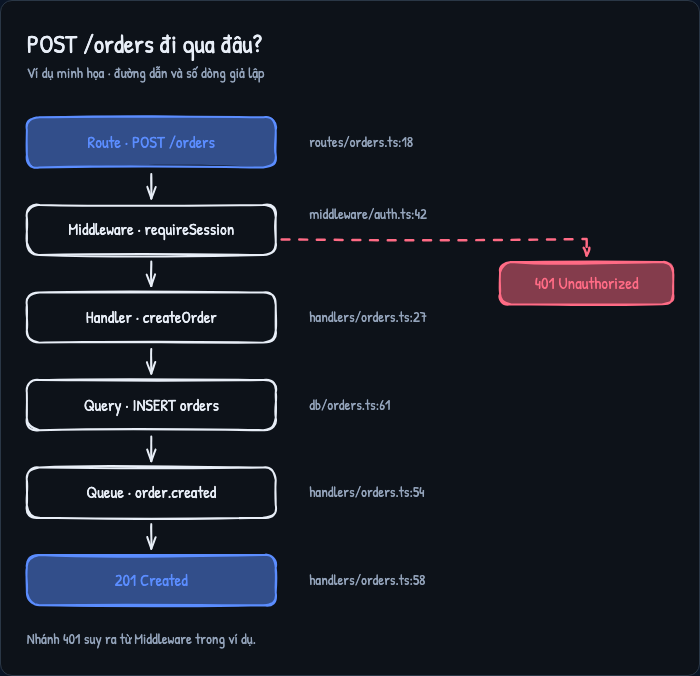 POST /orders đi qua đâu?
Ví dụ minh họa · đường dẫn và số dòng giả lập
Route · POST /orders
routes/orders.ts:18
Middleware · requireSession
middleware/auth.ts:42
401 Unauthorized
Handler · createOrder
handlers/orders.ts:27
Query · INSERT orders
db/orders.ts:61
Queue · order.created
handlers/orders.ts:54
201 Created
handlers/orders.ts:58
Nhánh 401 suy ra từ Middleware trong ví dụ.